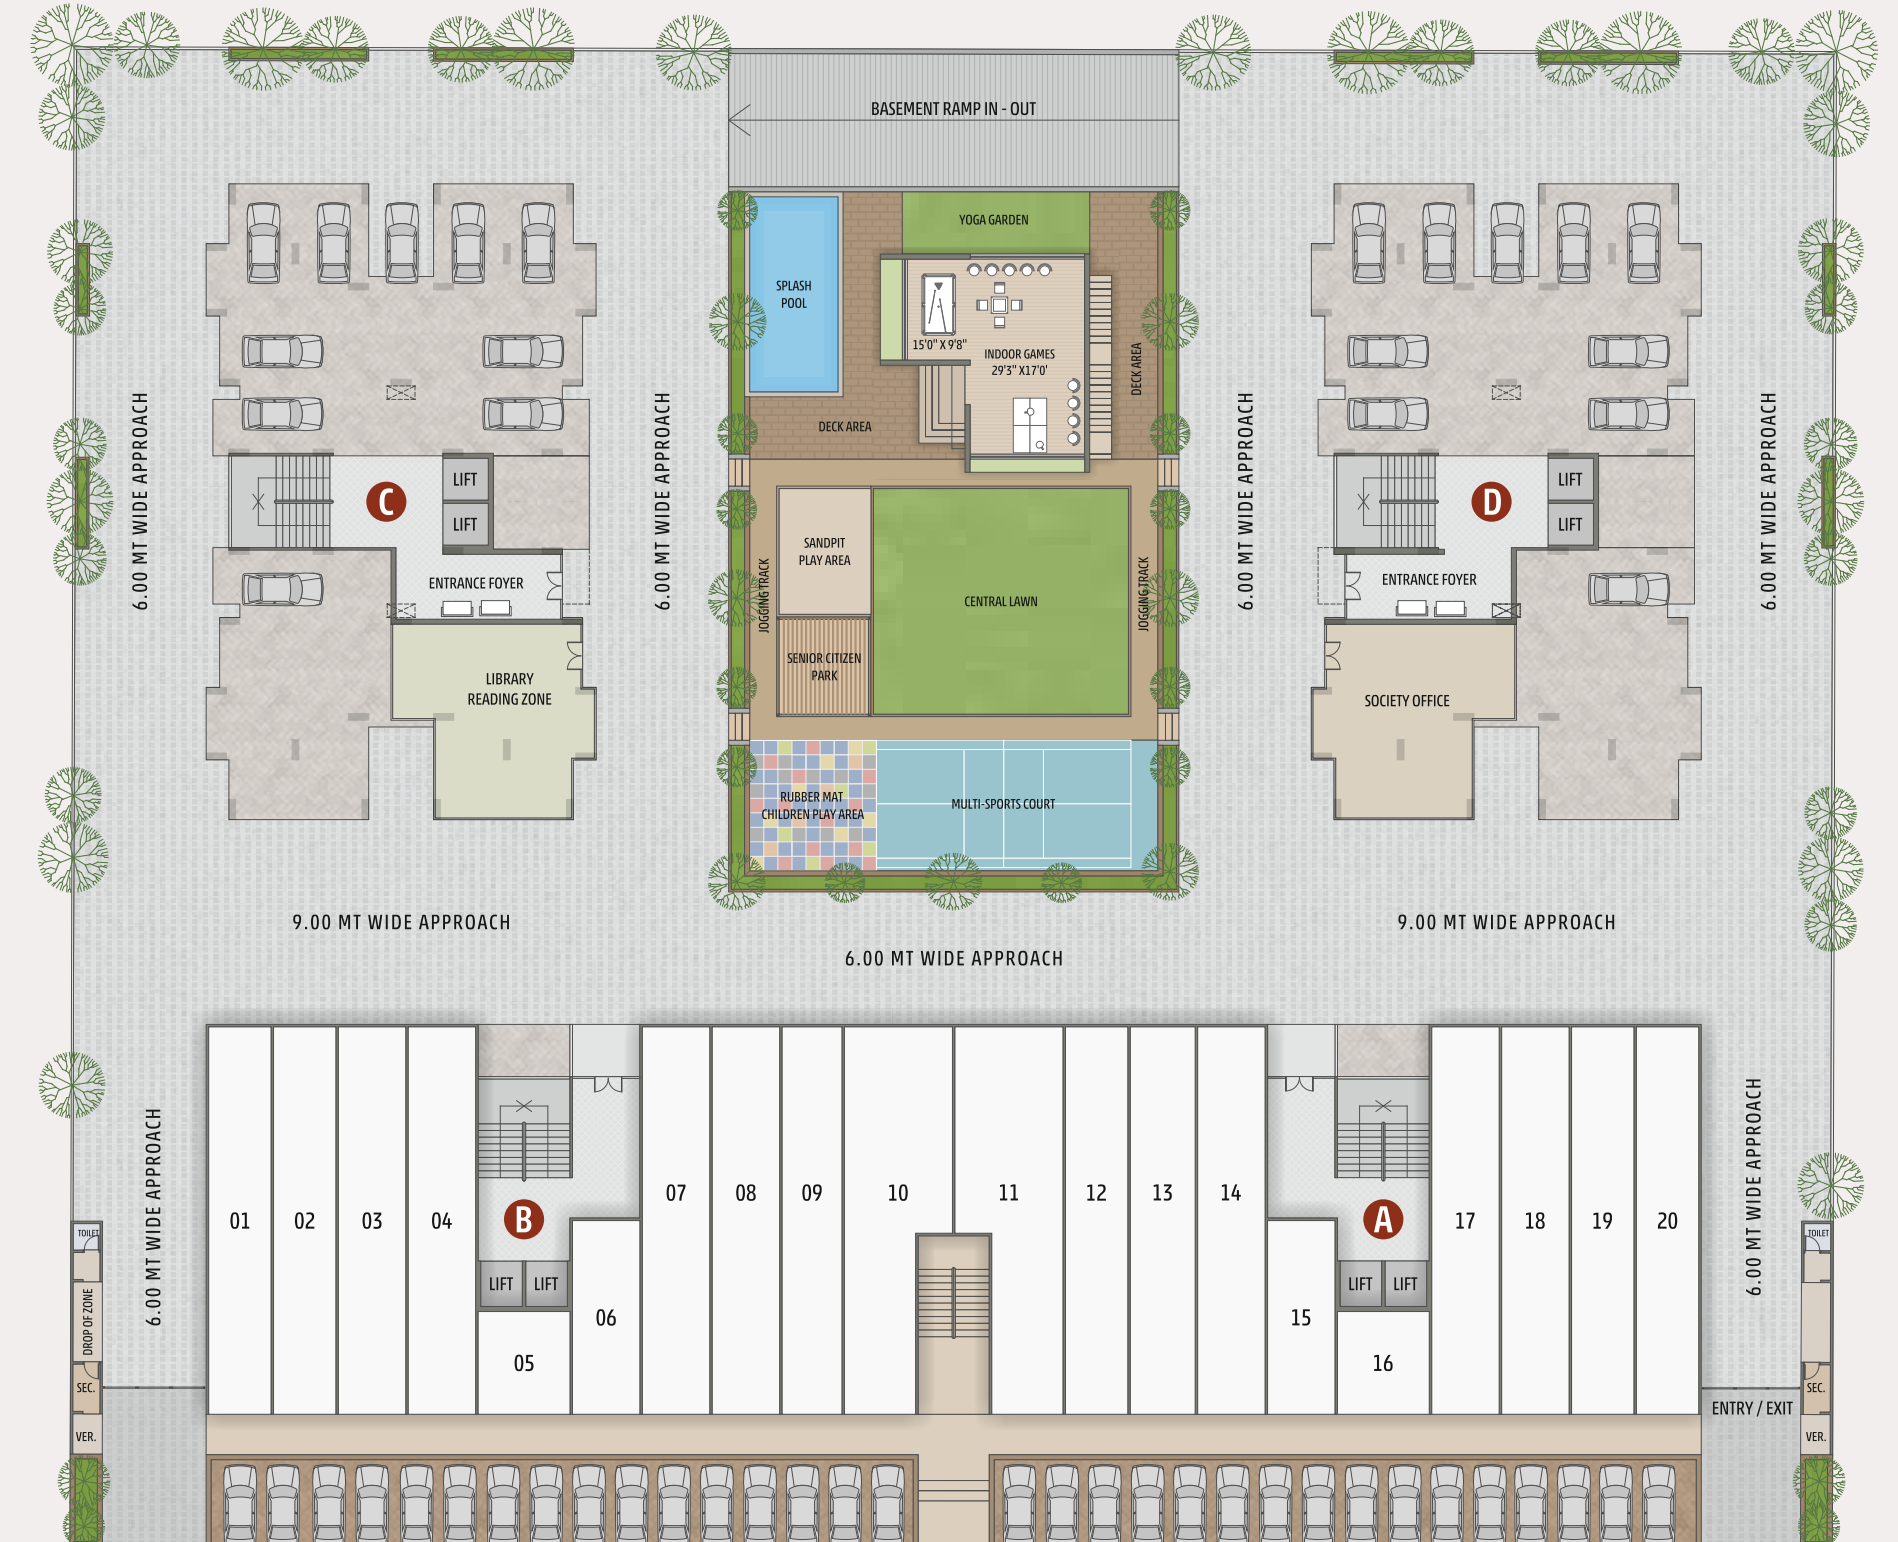 BASEMENT RAMP IN - OUT
YOGA GARDEN
SPLASH
POOL
15'0" X 9'8"
INDOOR GAMES
29'3" X17'0'
DECK AREA
DECK AREA
6.00 MT WIDE APPROACH
6.00 MT WIDE APPROACH
6.00 MT WIDE APPROACH
6.00 MT WIDE APPROACH
C
LIFT
LIFT
ENTRANCE FOYER
LIBRARY
READING ZONE
D
LIFT
LIFT
ENTRANCE FOYER
SOCIETY OFFICE
SANDPIT
PLAY AREA
JOGGING TRACK
CENTRAL LAWN
JOGGING TRACK
SENIOR CITIZEN
PARK
RUBBER MAT
CHILDREN PLAY AREA
MULTI-SPORTS COURT
9.00 MT WIDE APPROACH
9.00 MT WIDE APPROACH
6.00 MT WIDE APPROACH
6.00 MT WIDE APPROACH
6.00 MT WIDE APPROACH
01
02
03
04
B
LIFT
LIFT
05
06
07
08
09
10
11
12
13
14
15
A
LIFT
LIFT
16
17
18
19
20
TOILET
DROP OF ZONE
SEC.
VER.
TOILET
SEC.
VER.
ENTRY / EXIT